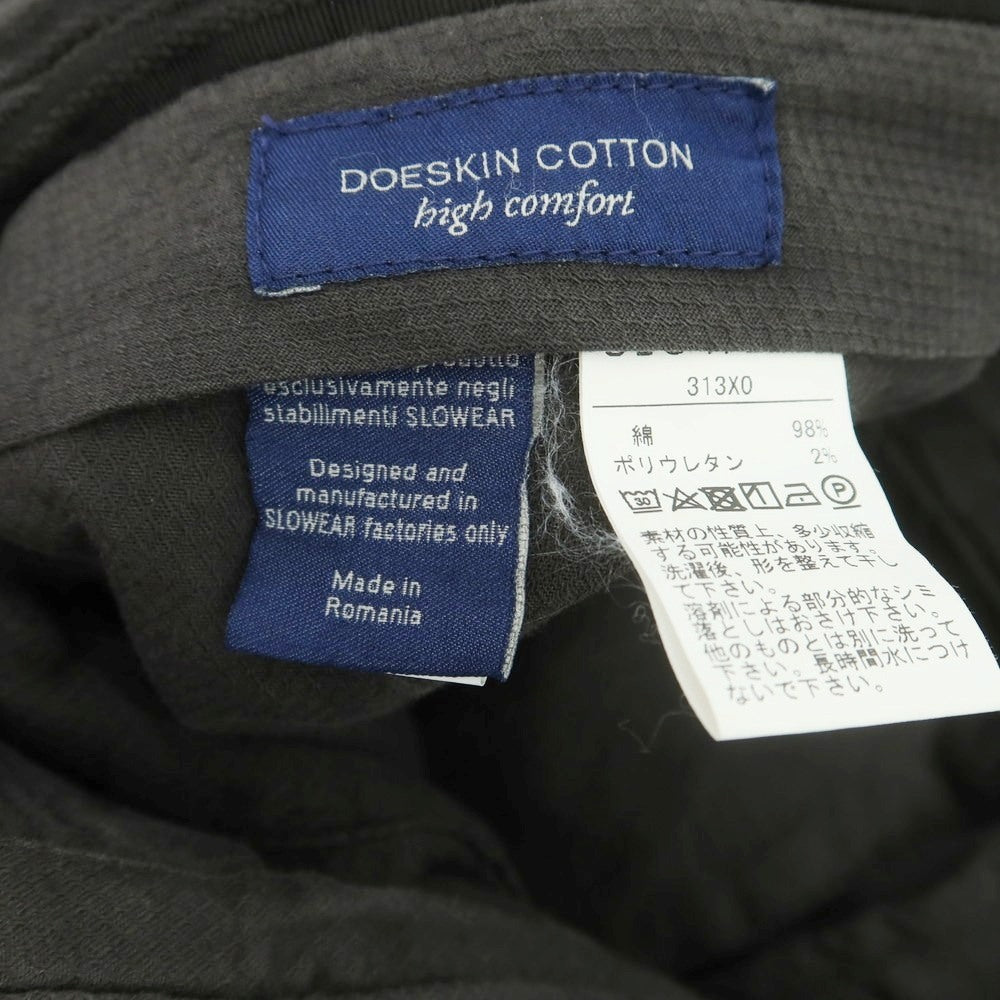 DOESKIN COTTON
high comfort
esclusivamente negli
stabilimenti SLOWEAR
Designed and
manufactured in
SLOWEAR factories only
Made in
Romania
313X0
綿 98%
ポリウレタン 2%
30
P
素材の性質上、多少収縮
する可能性があります。
洗濯後、形を整えて干し
て下さい。
溶剤による部分的なシミ
落としはおさけ下さい。
他のものとは別に洗って
下さい。長時間水につけ
ないで下さい。